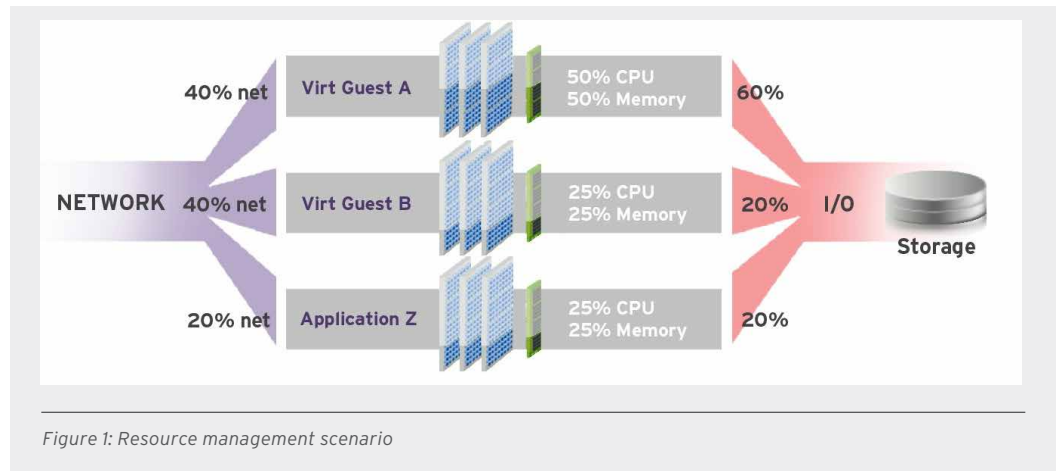 40% net
Virt Guest A
50% CPU
50% Memory
60%
NETWORK
40% net
Virt Guest B
25% CPU
25% Memory
20%
I/O
Storage
20% net
Application Z
25% CPU
25% Memory
20%
Figure 1: Resource management scenario